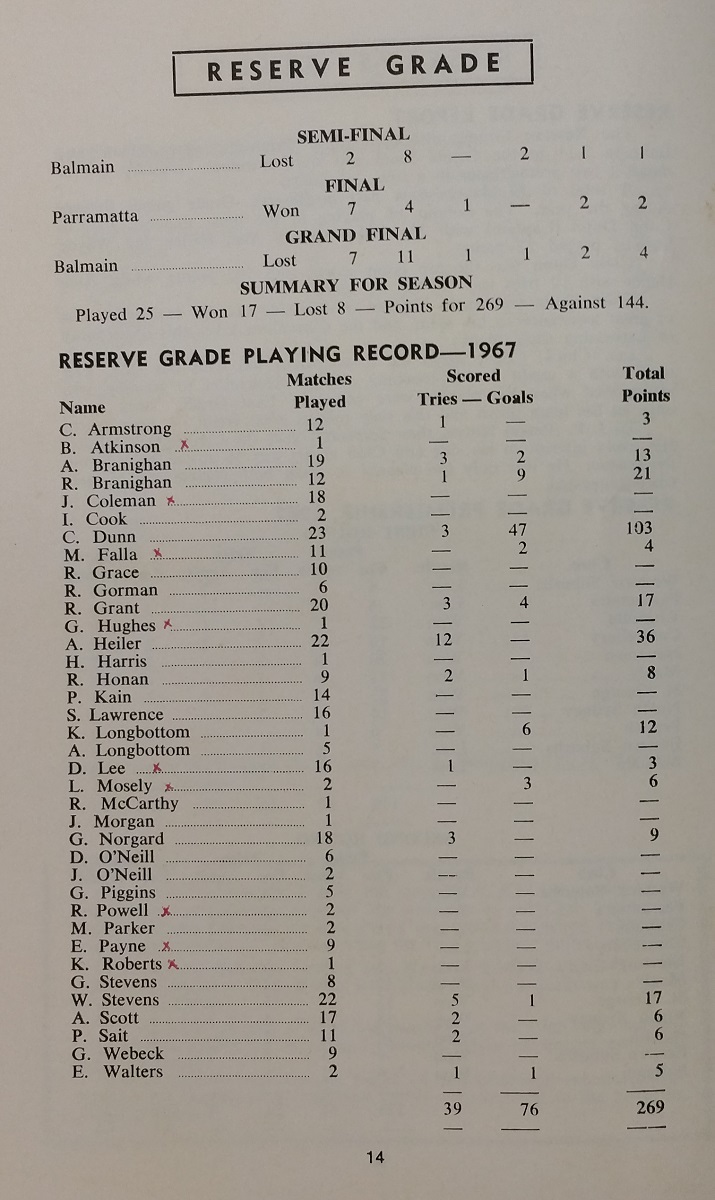 RESERVE GRADE
SEMI-FINAL
Balmain ........ Lost 2 8 — 2 1 1
FINAL
Parramatta ........ Won 7 4 1 — 2 2
GRAND FINAL
Balmain ........ Lost 7 11 1 1 2 4
SUMMARY FOR SEASON
Played 25 — Won 17 — Lost 8 — Points for 269 — Against 144.
RESERVE GRADE PLAYING RECORD—1967
Matches Scored Total
Name Played Tries — Goals Points
C. Armstrong ........ 12 1 — 3
B. Atkinson x ........ 1 — — —
A. Branighan ........ 19 3 2 13
R. Branighan ........ 12 1 9 21
J. Coleman x ........ 18 — — —
I. Cook ........ 2 — — —
C. Dunn ........ 23 3 47 103
M. Falla x ........ 11 — 2 4
R. Grace ........ 10 — — —
R. Gorman ........ 6 — — —
R. Grant ........ 20 3 4 17
G. Hughes x ........ 1 — — —
A. Heiler ........ 22 12 — 36
H. Harris ........ 1 — — —
R. Honan ........ 9 2 1 8
P. Kain ........ 14 — — —
S. Lawrence ........ 16 — — —
K. Longbottom ........ 1 — 6 12
A. Longbottom ........ 5 — — —
D. Lee x ........ 16 1 — 3
L. Mosely x ........ 2 — 3 6
R. McCarthy ........ 1 — — —
J. Morgan ........ 1 — — —
G. Norgard ........ 18 3 — 9
D. O'Neill ........ 6 — — —
J. O'Neill ........ 2 — — —
G. Piggins ........ 5 — — —
R. Powell x ........ 2 — — —
M. Parker ........ 2 — — —
E. Payne x ........ 9 — — —
K. Roberts x ........ 1 — — —
G. Stevens ........ 8 — — —
W. Stevens ........ 22 5 1 17
A. Scott ........ 17 2 — 6
P. Sait ........ 11 2 — 6
G. Webeck ........ 9 — — —
E. Walters ........ 2 1 1 5
39 76 269
14